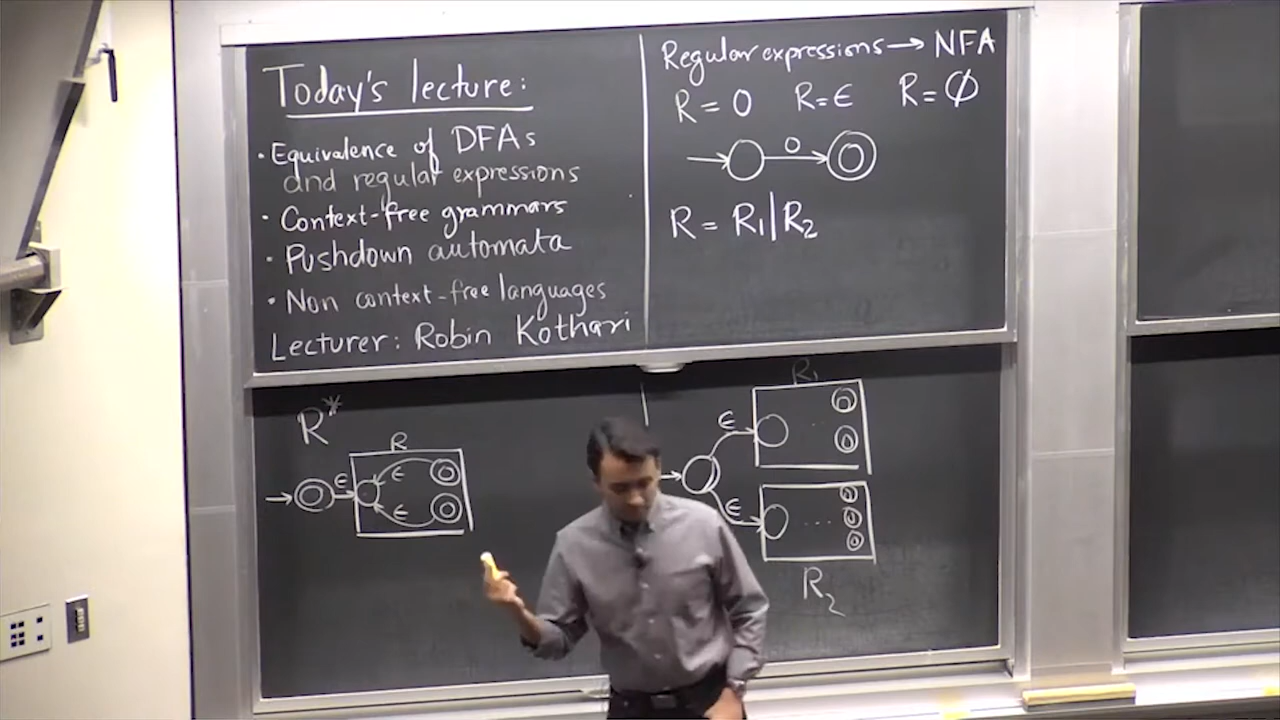 Today's lecture:
· Equivalence of DFAs
and regular expressions
· Context-free grammars
· Pushdown automata
· Non context-free languages
Lecturer: Robin Kothari
Regular expressions → NFA
R = 0 R = ϵ R = ∅
0
R = R₁|R₂
R*
R
ϵ
ϵ
ϵ
R₁
ϵ
ϵ
...
...
R₂